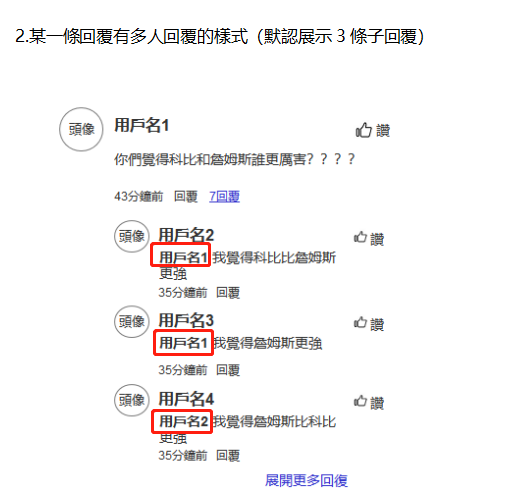 2.某一條回覆有多人回覆的樣式（默認展示 3 條子回覆）
頭像 用戶名1 讚
你們覺得科比和詹姆斯誰更厲害？？？？
43分鐘前 回覆 7回覆
頭像 用戶名2 讚
用戶名1 我覺得科比比詹姆斯
更強
35分鐘前 回覆
頭像 用戶名3 讚
用戶名1 我覺得詹姆斯更強
35分鐘前 回覆
頭像 用戶名4 讚
用戶名2 我覺得詹姆斯比科比
更強
35分鐘前 回覆
展開更多回復